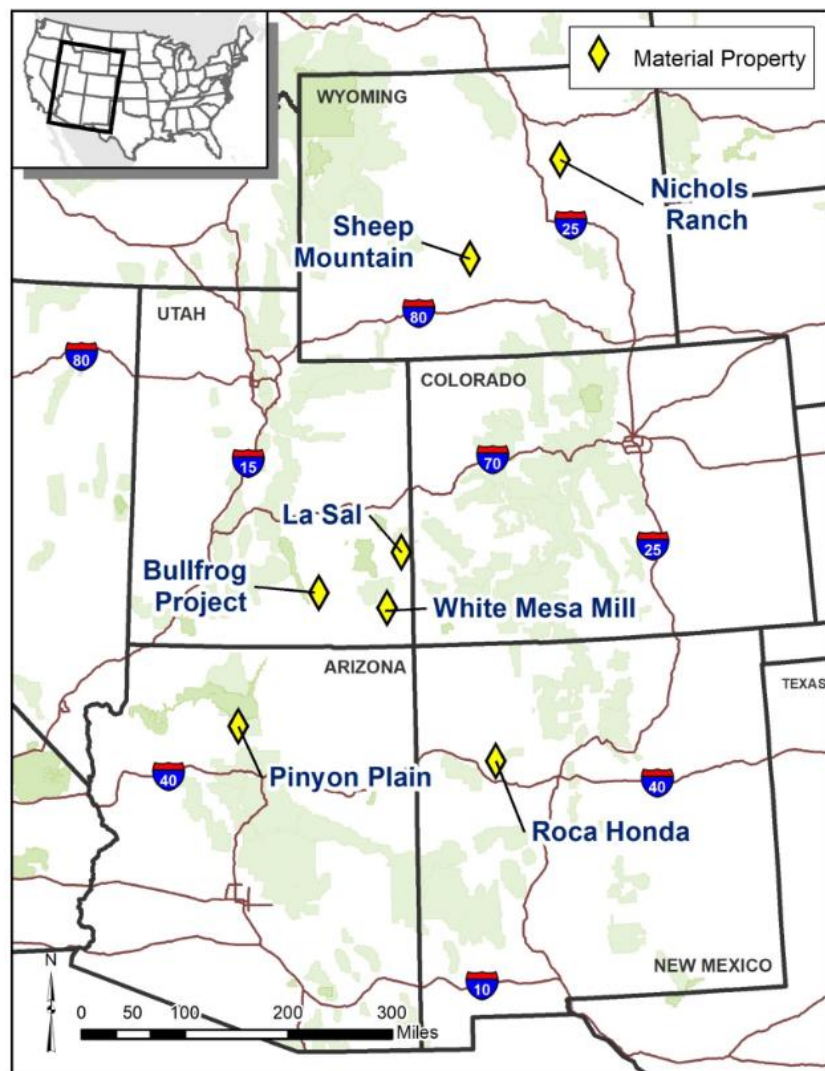 Material Property
WYOMING
Nichols
Ranch
Sheep
Mountain
25
80
UTAH
80
COLORADO
15
70
La Sal
25
Bullfrog
Project
White Mesa Mill
ARIZONA
TEXAS
Pinyon Plain
40
40
Roca Honda
NEW MEXICO
10
N
0 50 100 200 300
Miles